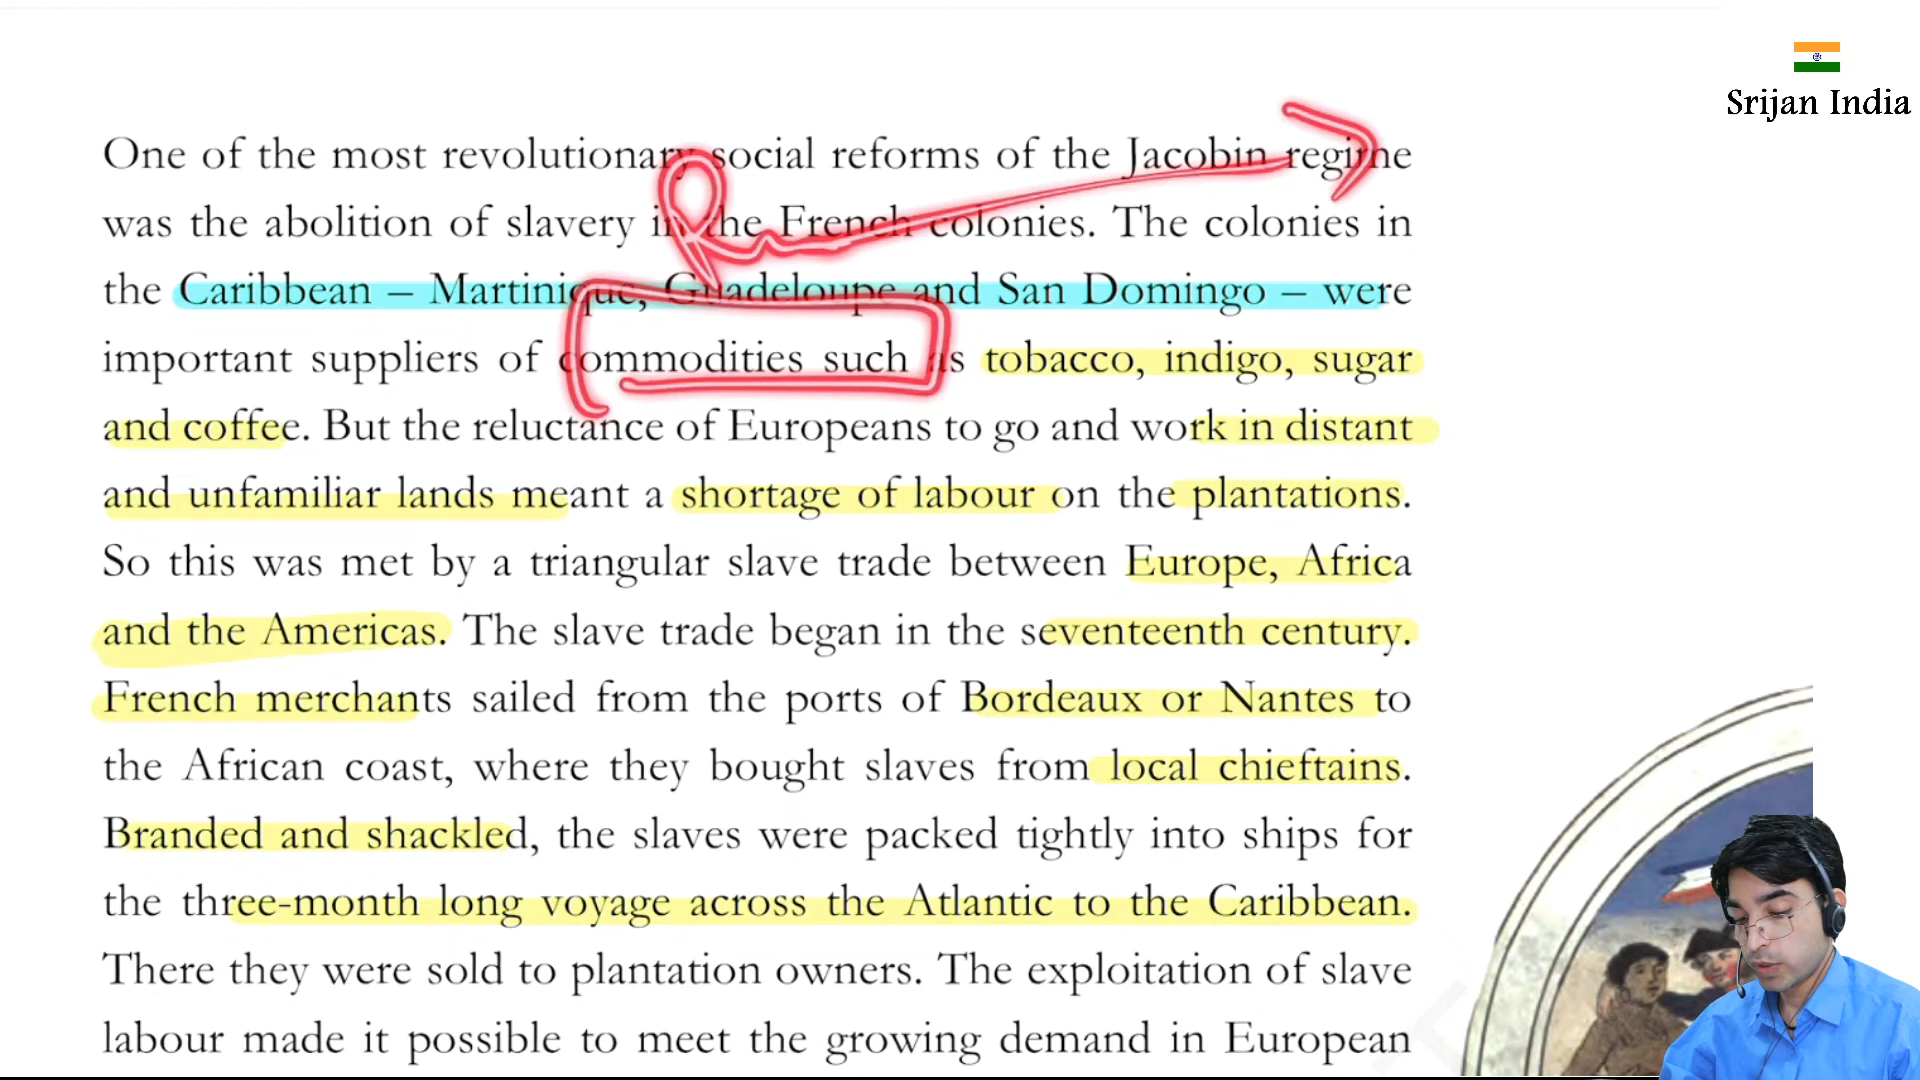 Srijan India
One of the most revolutionary social reforms of the Jacobin regime
was the abolition of slavery in the French colonies. The colonies in
the Caribbean – Martinique, Guadeloupe and San Domingo – were
important suppliers of commodities such as tobacco, indigo, sugar
and coffee. But the reluctance of Europeans to go and work in distant
and unfamiliar lands meant a shortage of labour on the plantations.
So this was met by a triangular slave trade between Europe, Africa
and the Americas. The slave trade began in the seventeenth century.
French merchants sailed from the ports of Bordeaux or Nantes to
the African coast, where they bought slaves from local chieftains.
Branded and shackled, the slaves were packed tightly into ships for
the three-month long voyage across the Atlantic to the Caribbean.
There they were sold to plantation owners. The exploitation of slave
labour made it possible to meet the growing demand in European